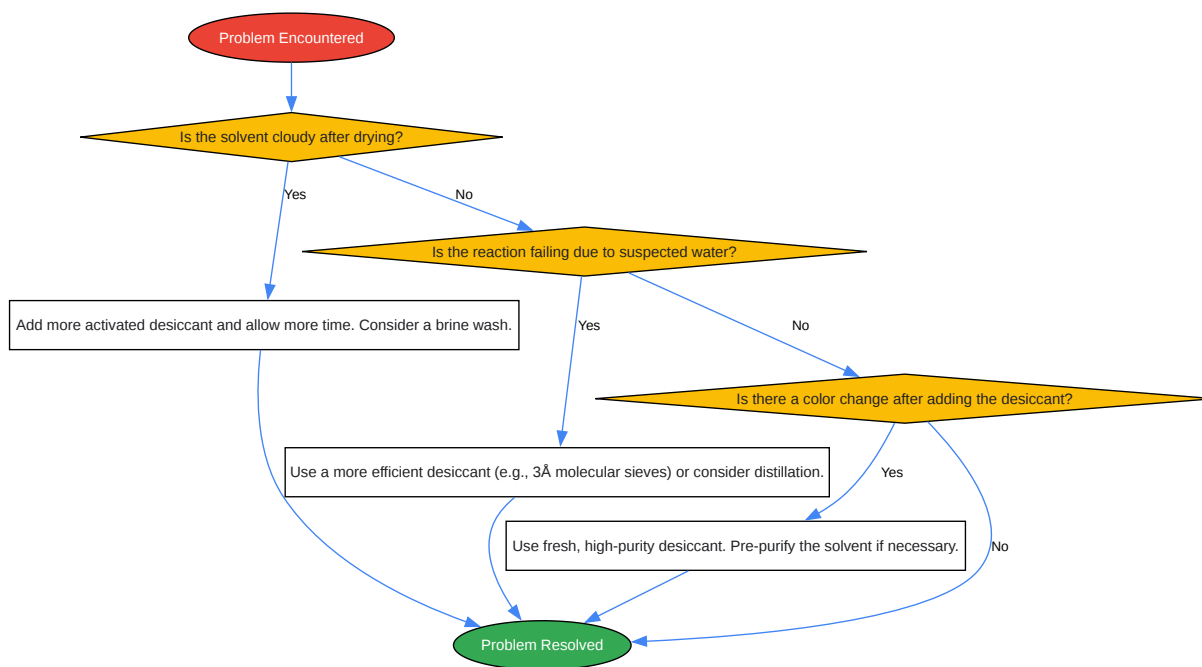 Problem Encountered
Is the solvent cloudy after drying?
Yes
No
Is the reaction failing due to suspected water?
Add more activated desiccant and allow more time. Consider a brine wash.
Yes
No
Is there a color change after adding the desiccant?
Use a more efficient desiccant (e.g., 3Å molecular sieves) or consider distillation.
Yes
Use fresh, high-purity desiccant. Pre-purify the solvent if necessary.
No
Problem Resolved